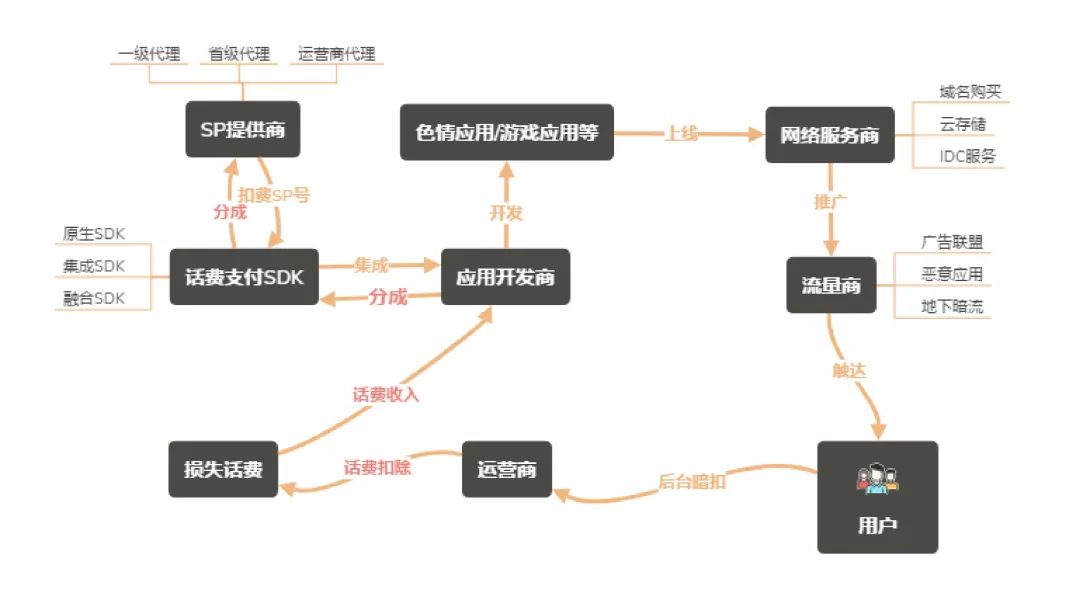 一级代理
省级代理
运营商代理
SP提供商
扣费SP号
分成
原生SDK
集成SDK
融合SDK
话费支付SDK
集成
分成
应用开发商
开发
色情应用/游戏应用等
上线
网络服务商
域名购买
云存储
IDC服务
推广
流量商
广告联盟
恶意应用
地下暗流
触达
用户
后台暗扣
运营商
话费扣除
损失话费
话费收入